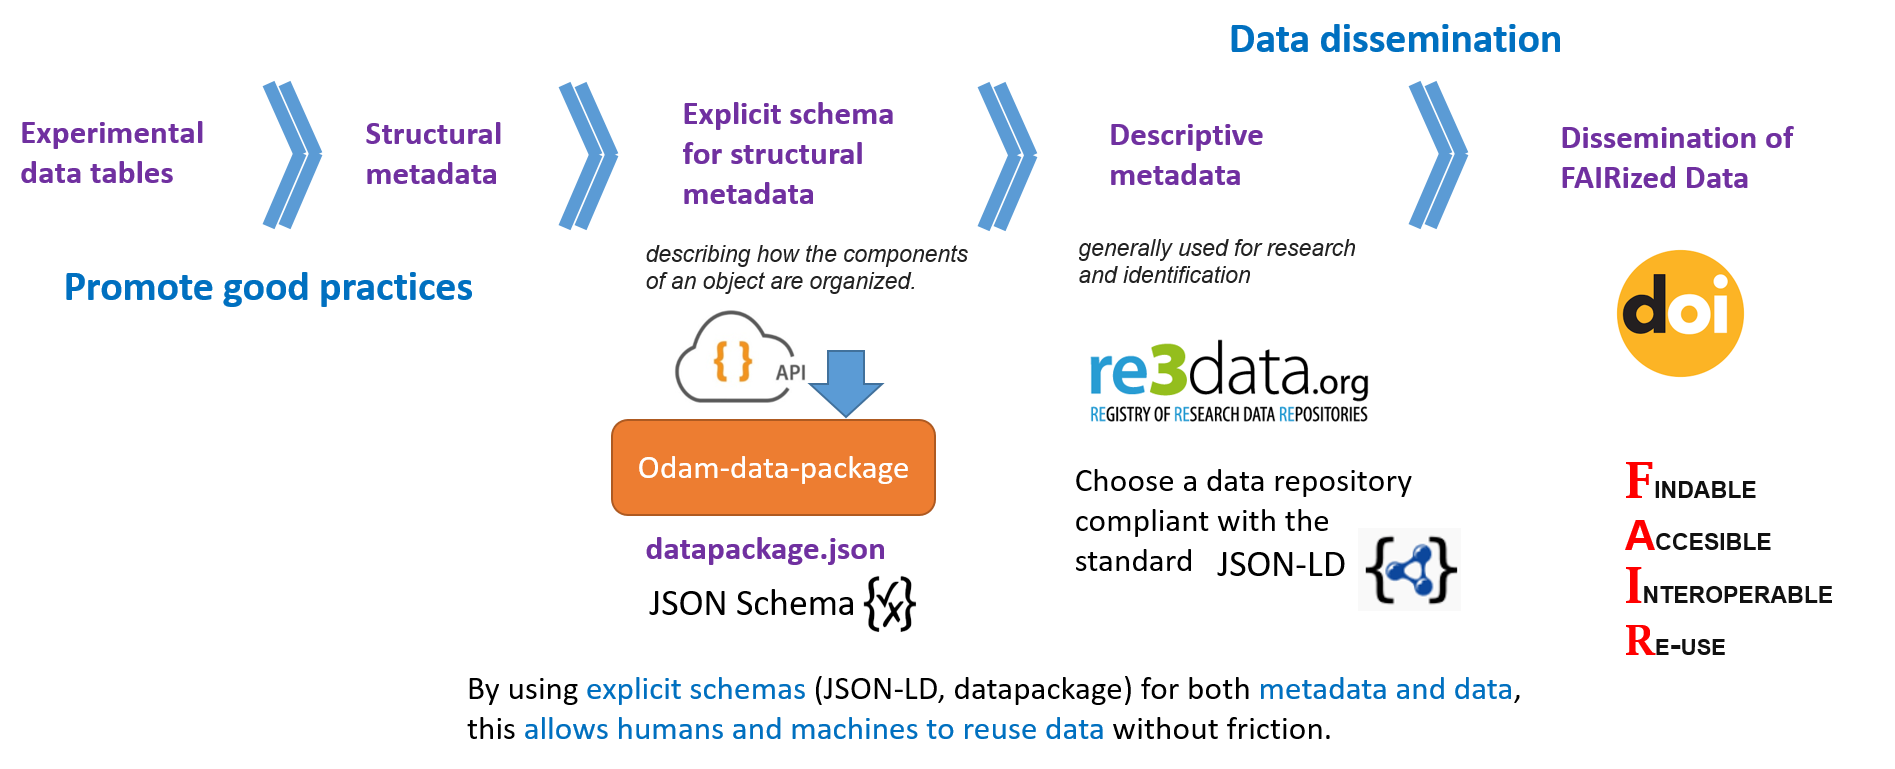 Data dissemination
Experimental
data tables
Structural
metadata
Explicit schema
for structural
metadata
Descriptive
metadata
Dissemination of
FAIRized Data
Promote good practices
describing how the components
of an object are organized.
generally used for research
and identification
{ } API
doi
re3data.org
REGISTRY OF RESEARCH DATA REPOSITORIES
Odam-data-package
datapackage.json
JSON Schema
Choose a data repository
compliant with the
standard JSON-LD
FINDABLE
ACCESIBLE
INTEROPERABLE
RE-USE
By using explicit schemas (JSON-LD, datapackage) for both metadata and data,
this allows humans and machines to reuse data without friction.